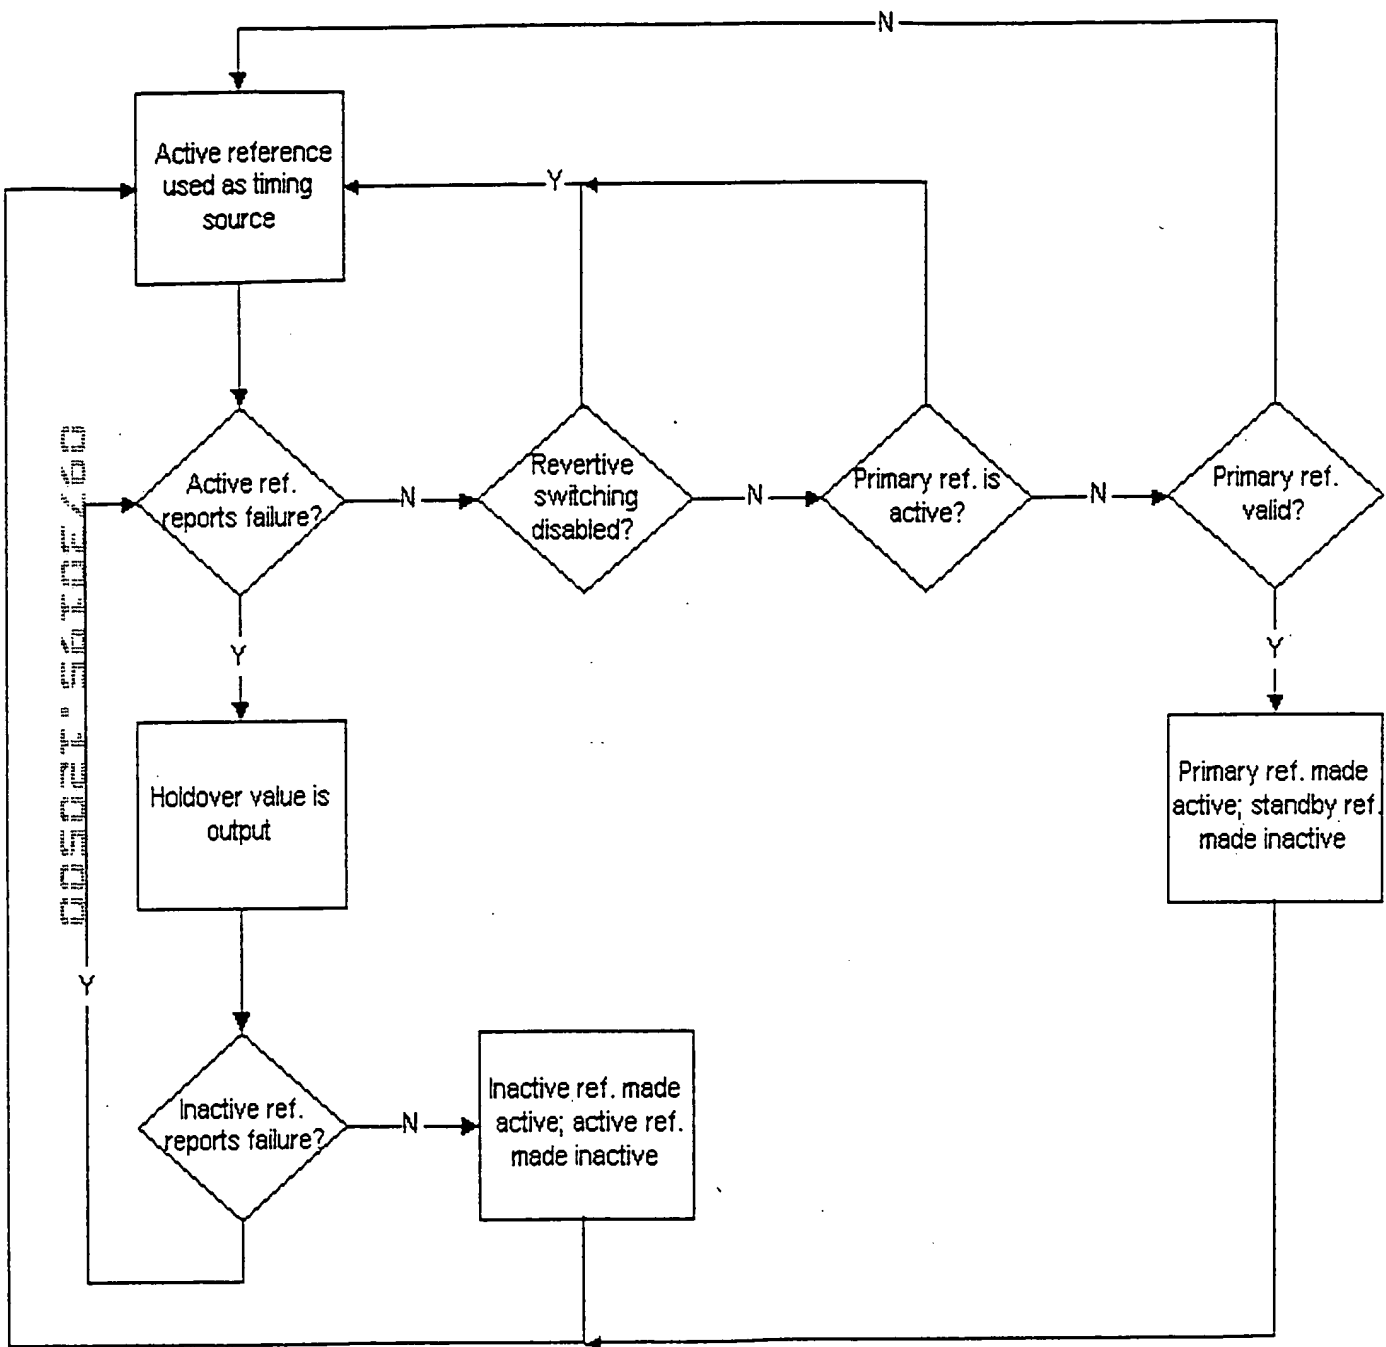 N
Active reference
used as timing
source
Y
Active ref.
reports failure?
N
Revertive
switching
disabled?
N
Primary ref. is
active?
N
Primary ref.
valid?
Y
Y
Holdover value is
output
Primary ref. made
active; standby ref.
made inactive
Y
Inactive ref.
reports failure?
N
Inactive ref. made
active; active ref.
made inactive